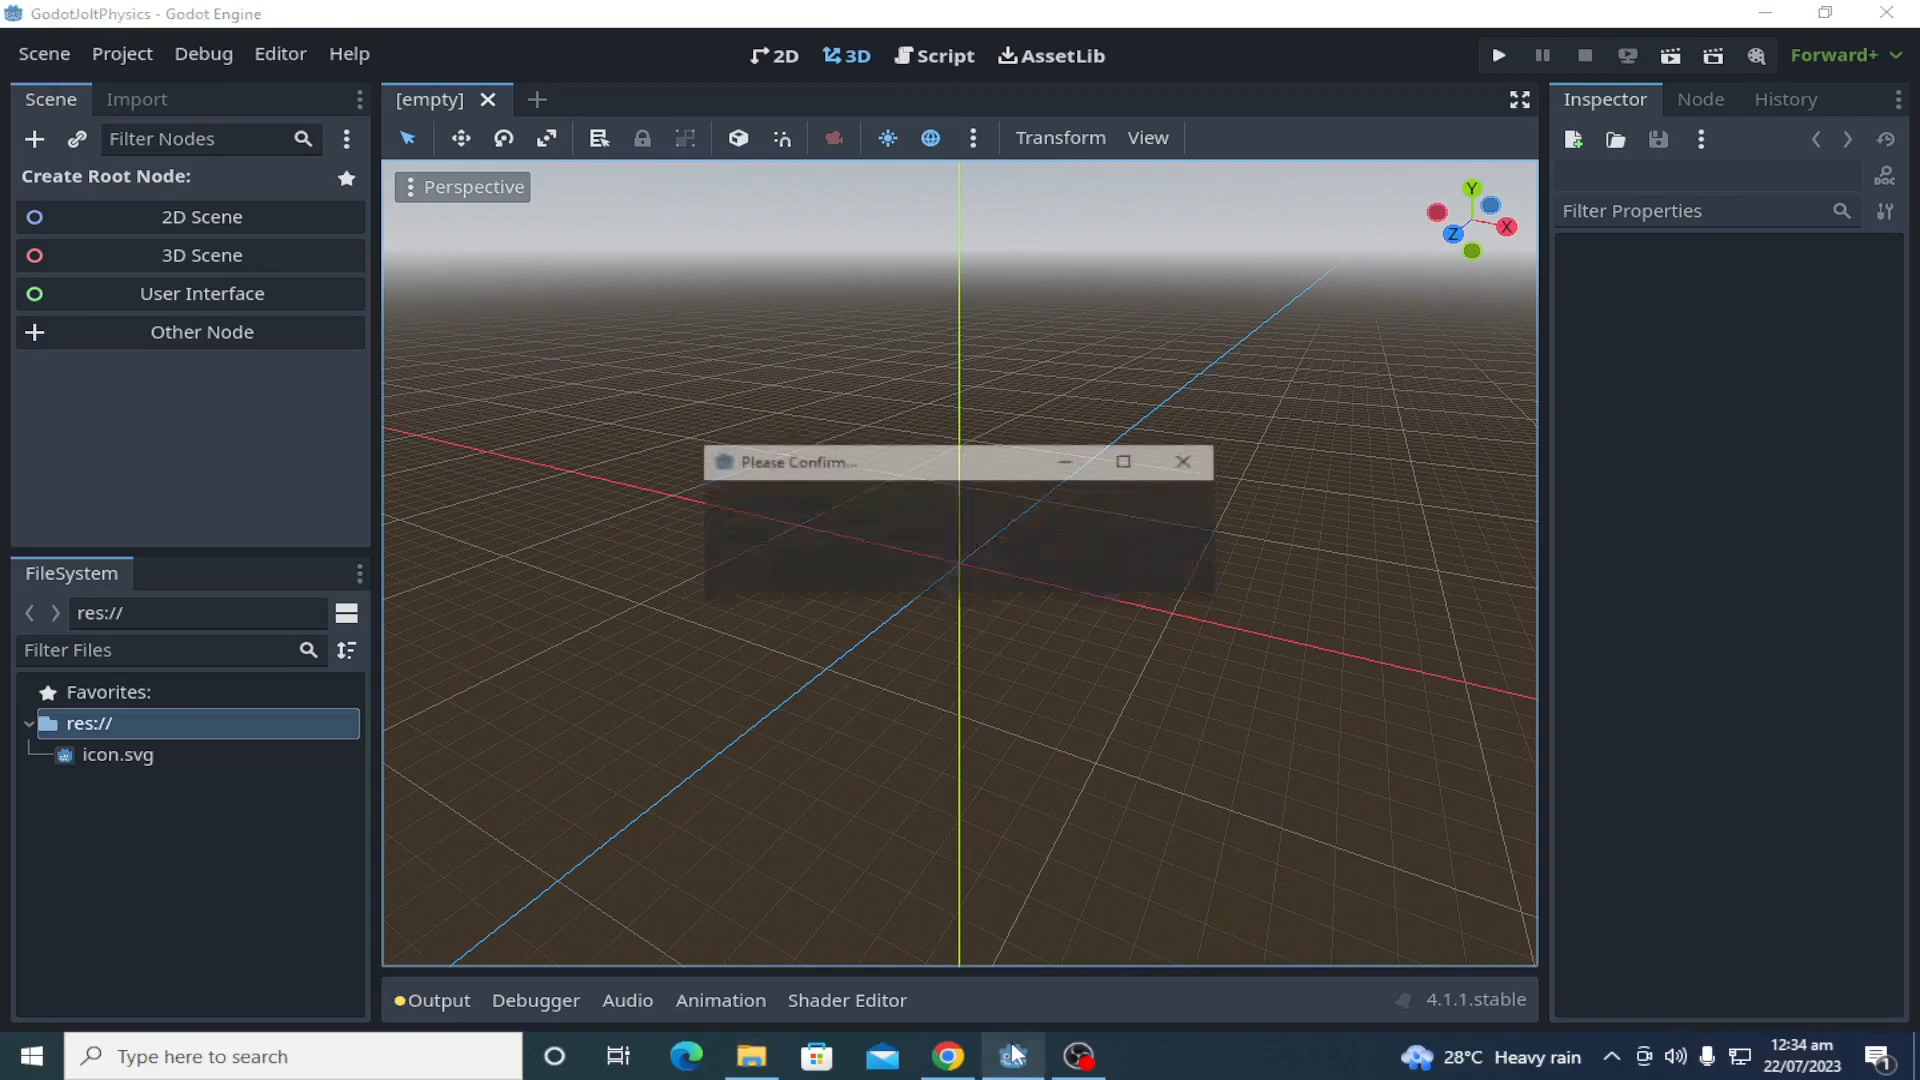 GodotJoltPhysics - Godot Engine
Scene Project Debug Editor Help
2D 3D Script AssetLib
Forward+
Scene Import
[empty]
Inspector Node History
Filter Nodes
Transform View
Create Root Node:
Perspective
Y
X
Z
DOC
Filter Properties
2D Scene
3D Scene
User Interface
Other Node
Please Confirm...
FileSystem
res://
Filter Files
Favorites:
res://
icon.svg
Output Debugger Audio Animation Shader Editor
4.1.1.stable
Type here to search
28°C Heavy rain
12:34 am
22/07/2023
1